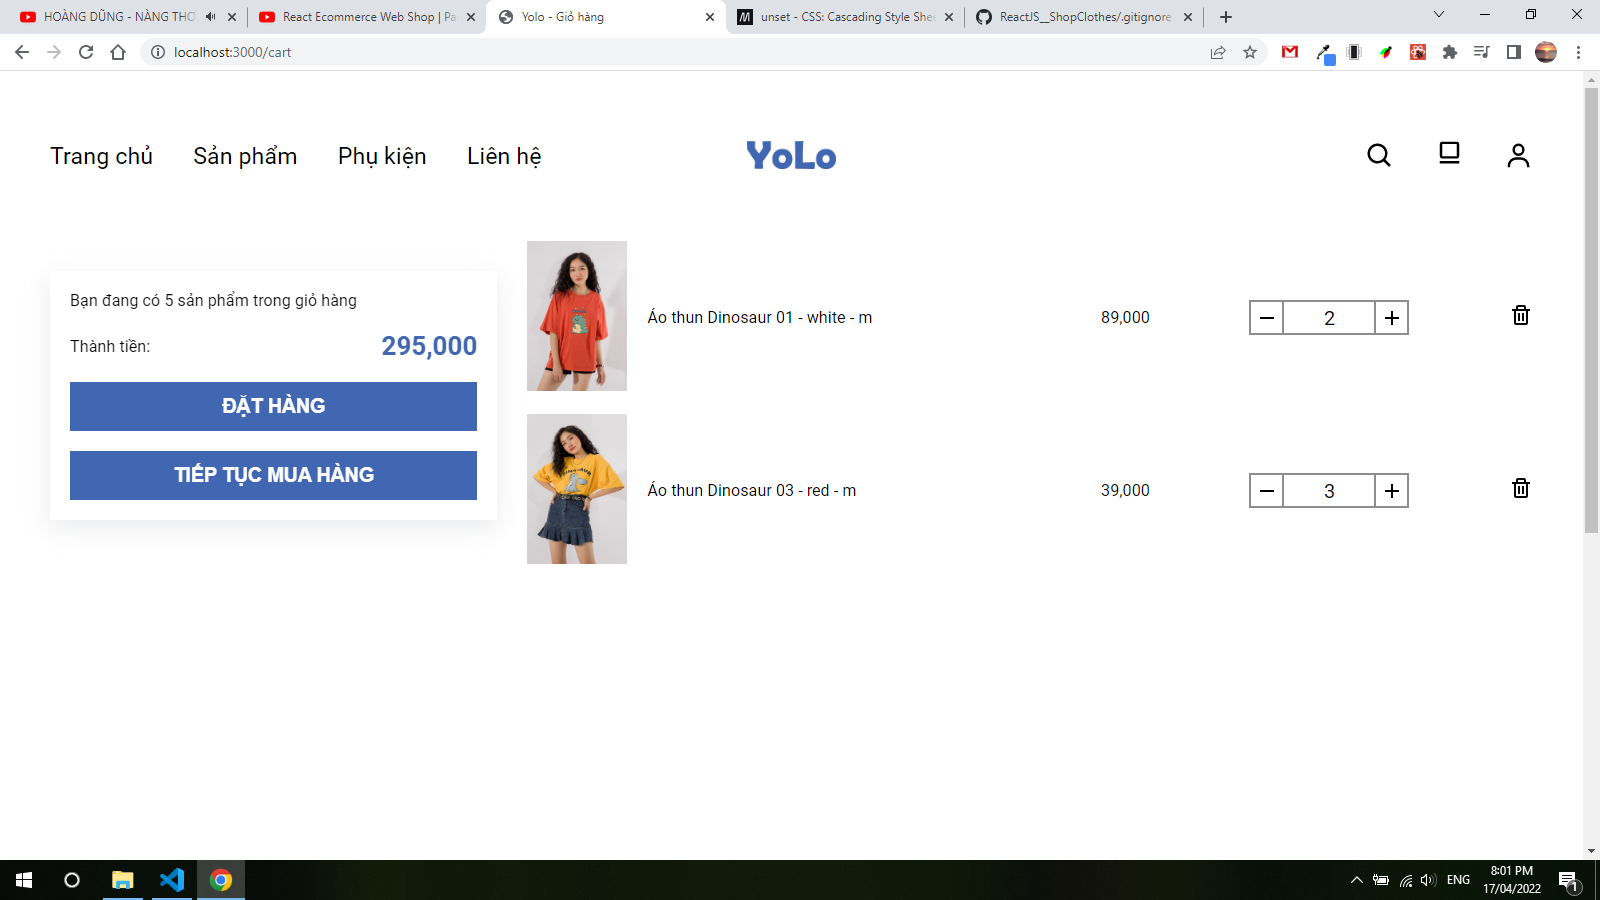 HOÀNG DŨNG - NÀNG THƠ
React Ecommerce Web Shop | Pa
Yolo - Giỏ hàng
unset - CSS: Cascading Style Shee
ReactJS__ShopClothes/.gitignore
localhost:3000/cart
Trang chủ
Sản phẩm
Phụ kiện
Liên hệ
YoLo
Bạn đang có 5 sản phẩm trong giỏ hàng
Thành tiền:
295,000
ĐẶT HÀNG
TIẾP TỤC MUA HÀNG
Áo thun Dinosaur 01 - white - m
89,000
2
Áo thun Dinosaur 03 - red - m
39,000
3
ENG
8:01 PM
17/04/2022
1